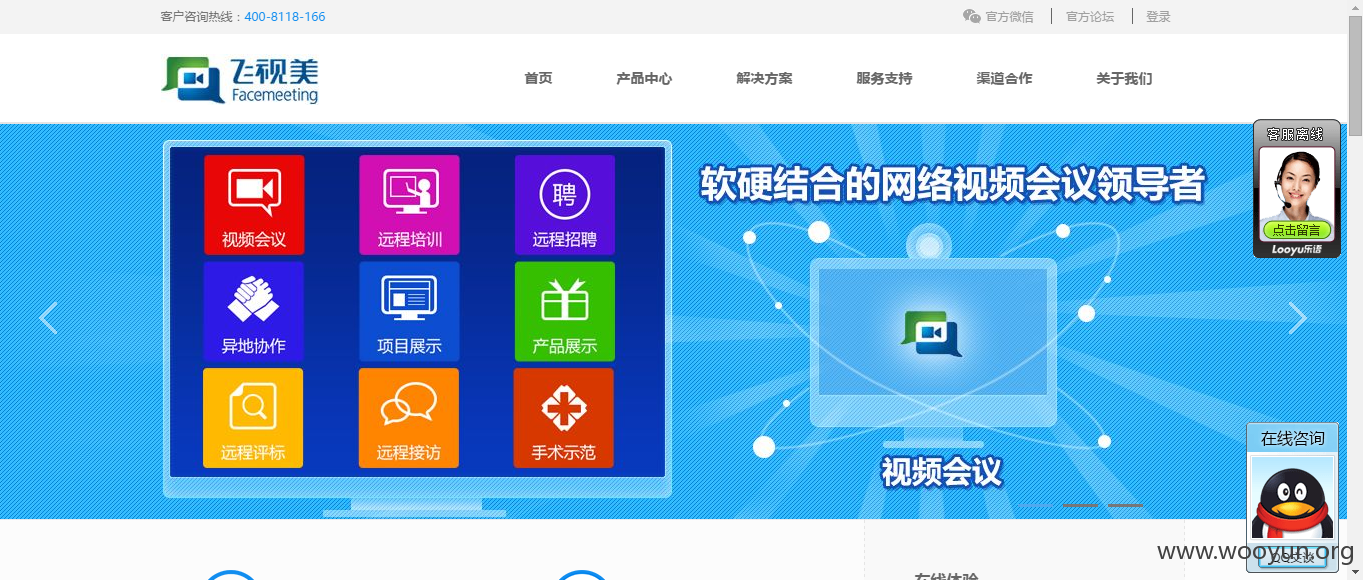 客户咨询热线：400-8118-166
官方微信
官方论坛
登录
飞视美
Facemeeting
首页
产品中心
解决方案
服务支持
渠道合作
关于我们
客服离线
点击留言
Looyu乐语
软硬结合的网络视频会议领导者
视频会议
远程培训
聘
远程招聘
异地协作
项目展示
产品展示
远程评标
远程接访
手术示范
视频会议
在线咨询
QQ交谈
www.wooyun.org
在线体验